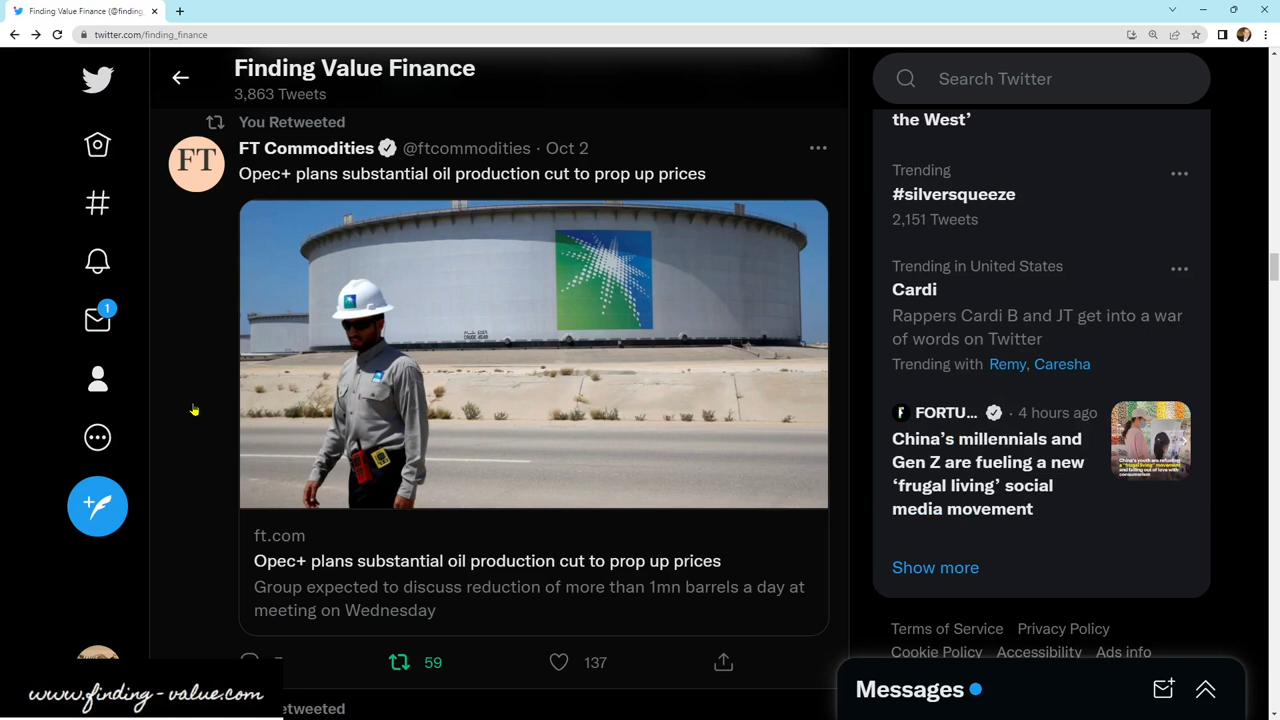 Finding Value Finance (@finding_
twitter.com/finding_finance
Finding Value Finance
3,863 Tweets
You Retweeted
FT
FT Commodities @ftcommodities · Oct 2
Opec+ plans substantial oil production cut to prop up prices
ft.com
Opec+ plans substantial oil production cut to prop up prices
Group expected to discuss reduction of more than 1mn barrels a day at
meeting on Wednesday
59
137
etweeted
www.finding-value.com
1
Search Twitter
the West’
Trending
#silversqueeze
2,151 Tweets
Trending in United States
Cardi
Rappers Cardi B and JT get into a war
of words on Twitter
Trending with Remy, Caresha
F FORTU... · 4 hours ago
China’s millennials and
Gen Z are fueling a new
‘frugal living’ social
media movement
Show more
Terms of Service Privacy Policy
Cookie Policy Accessibility Ads info
Messages